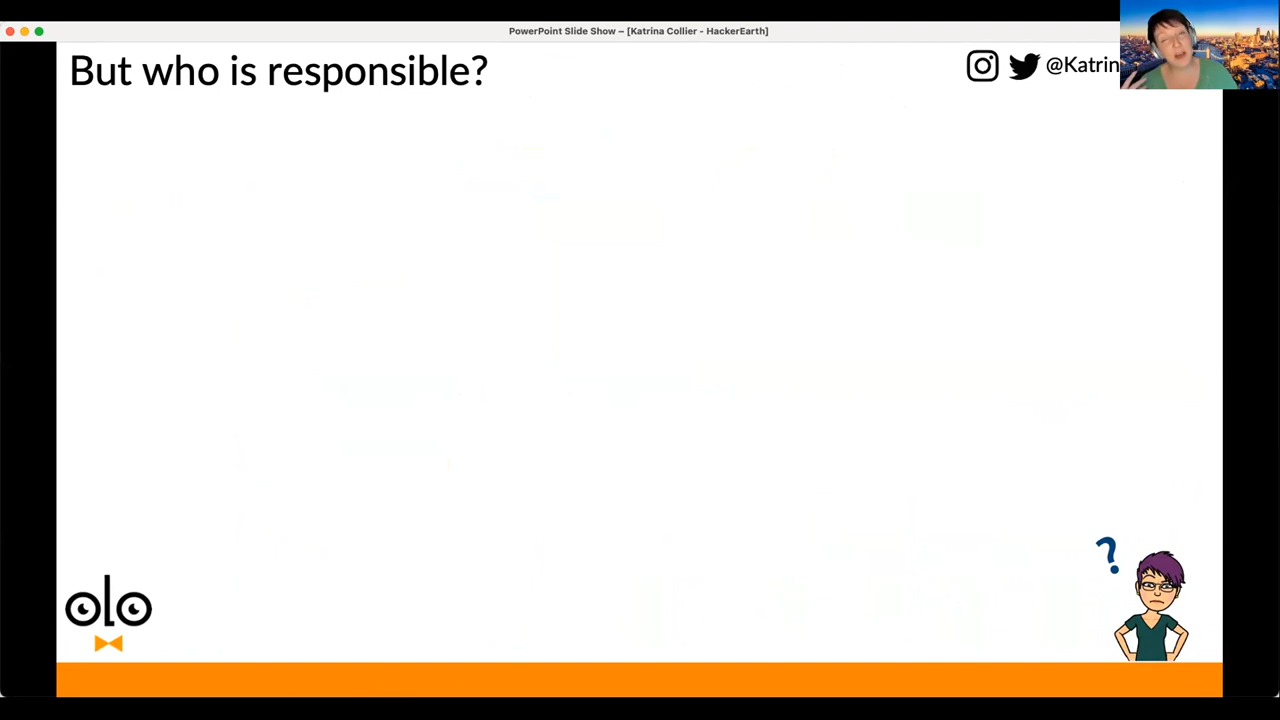 PowerPoint Slide Show – [Katrina Collier - HackerEarth]
But who is responsible?
@Katrin
?
olo